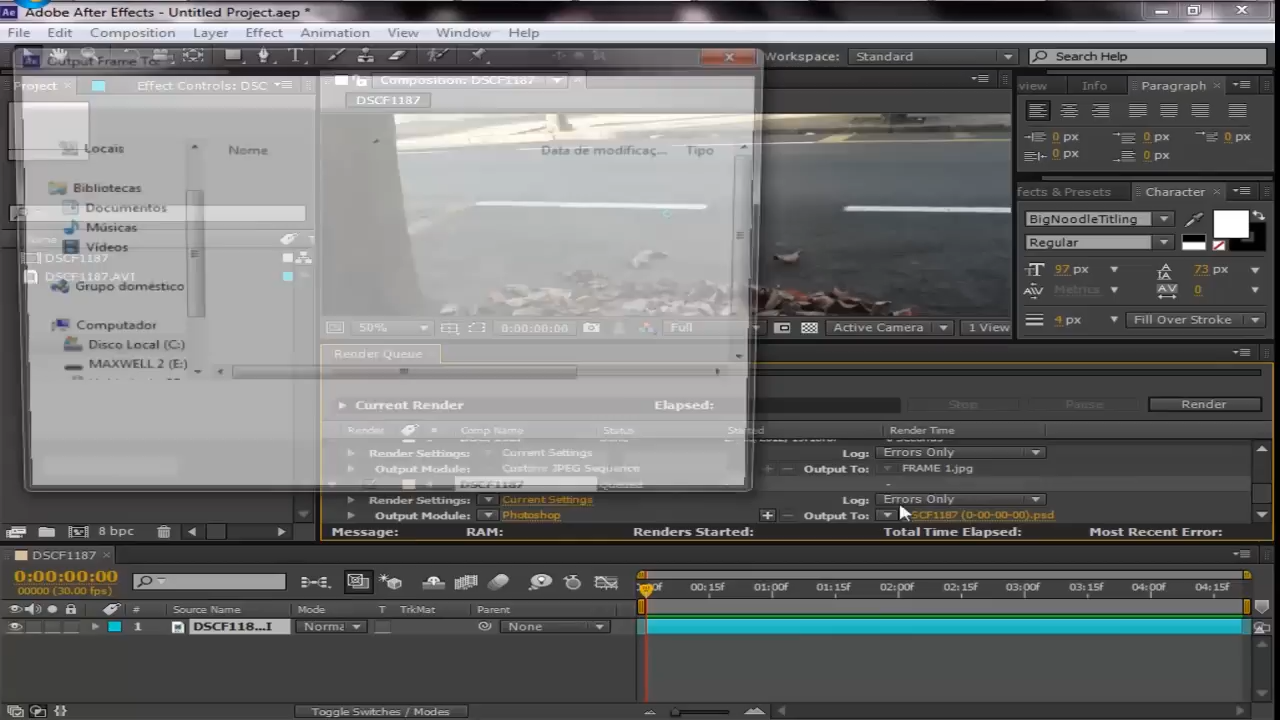 Adobe After Effects - Untitled Project.aep *
File Edit Composition Layer Effect Animation View Window Help
Output Frame To:
Workspace: Standard Search Help
Project Effect Controls: DSC Composition: DSCF1187
DSCF1187
view Info Paragraph
0 px 0 px 0 px
0 px 0 px
Effects & Presets Character
BigNoodleTitling
Regular
97 px 73 px
Metrics 0
4 px Fill Over Stroke
Locais Nome Data de modificaç... Tipo
Bibliotecas
Documentos
Músicas
Vídeos
DSCF1187
DSCF1187.AVI
Grupo doméstico
Computador
Disco Local (C:)
MAXWELL 2 (E:)
50% 0:00:00:00 Full Active Camera 1 View
Render Queue
Current Render Elapsed: Stop Pause Render
Render # Comp Name Status Started Render Time
Render Settings: Current Settings Log: Errors Only
Output Module: Custom JPEG Sequence Output To: FRAME 1.jpg
DSCF1187 Queued -
Render Settings: Current Settings Log: Errors Only
Output Module: Photoshop Output To: SCF1187 (0-00-00-00).psd
8 bpc Message: RAM: Renders Started: Total Time Elapsed: Most Recent Error:
DSCF1187
0:00:00:00
00000 (30.00 fps)
00f 00:15f 01:00f 01:15f 02:00f 02:15f 03:00f 03:15f 04:00f 04:15f
# Source Name Mode T TrkMat Parent
1 DSCF118...I Norma None
Toggle Switches / Modes